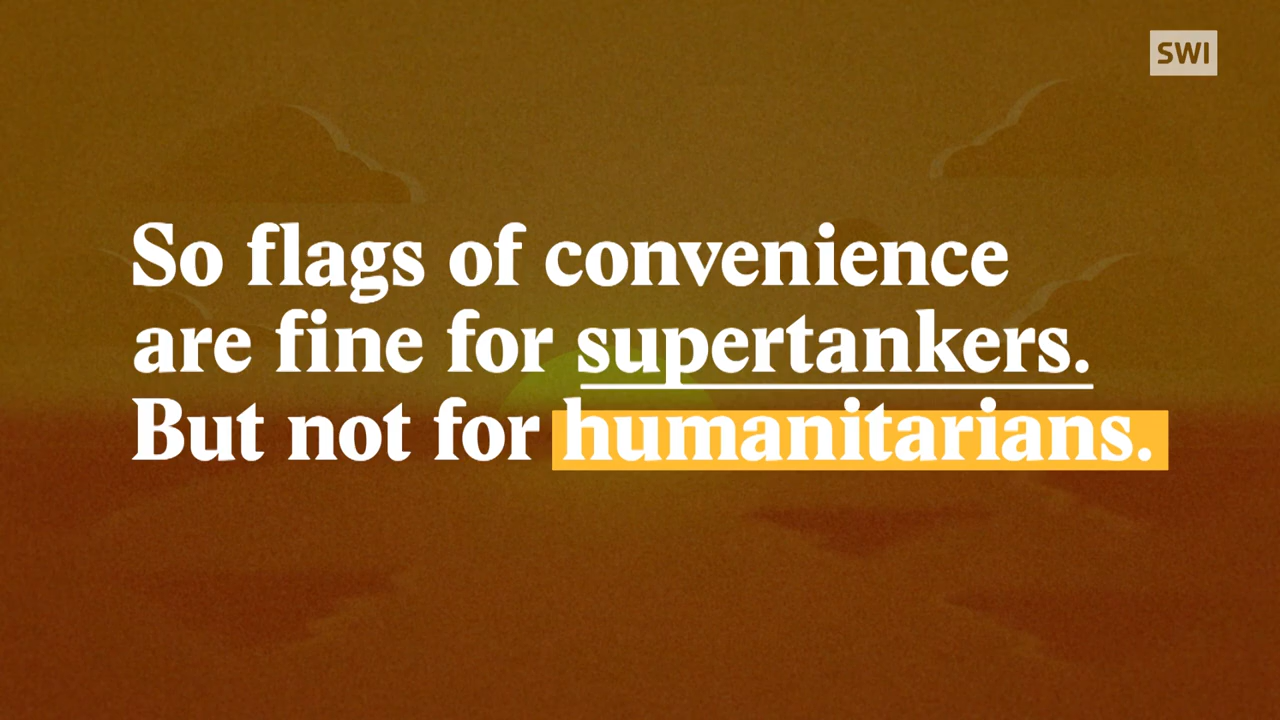 SWI
So flags of convenience
are fine for supertankers.
But not for humanitarians.